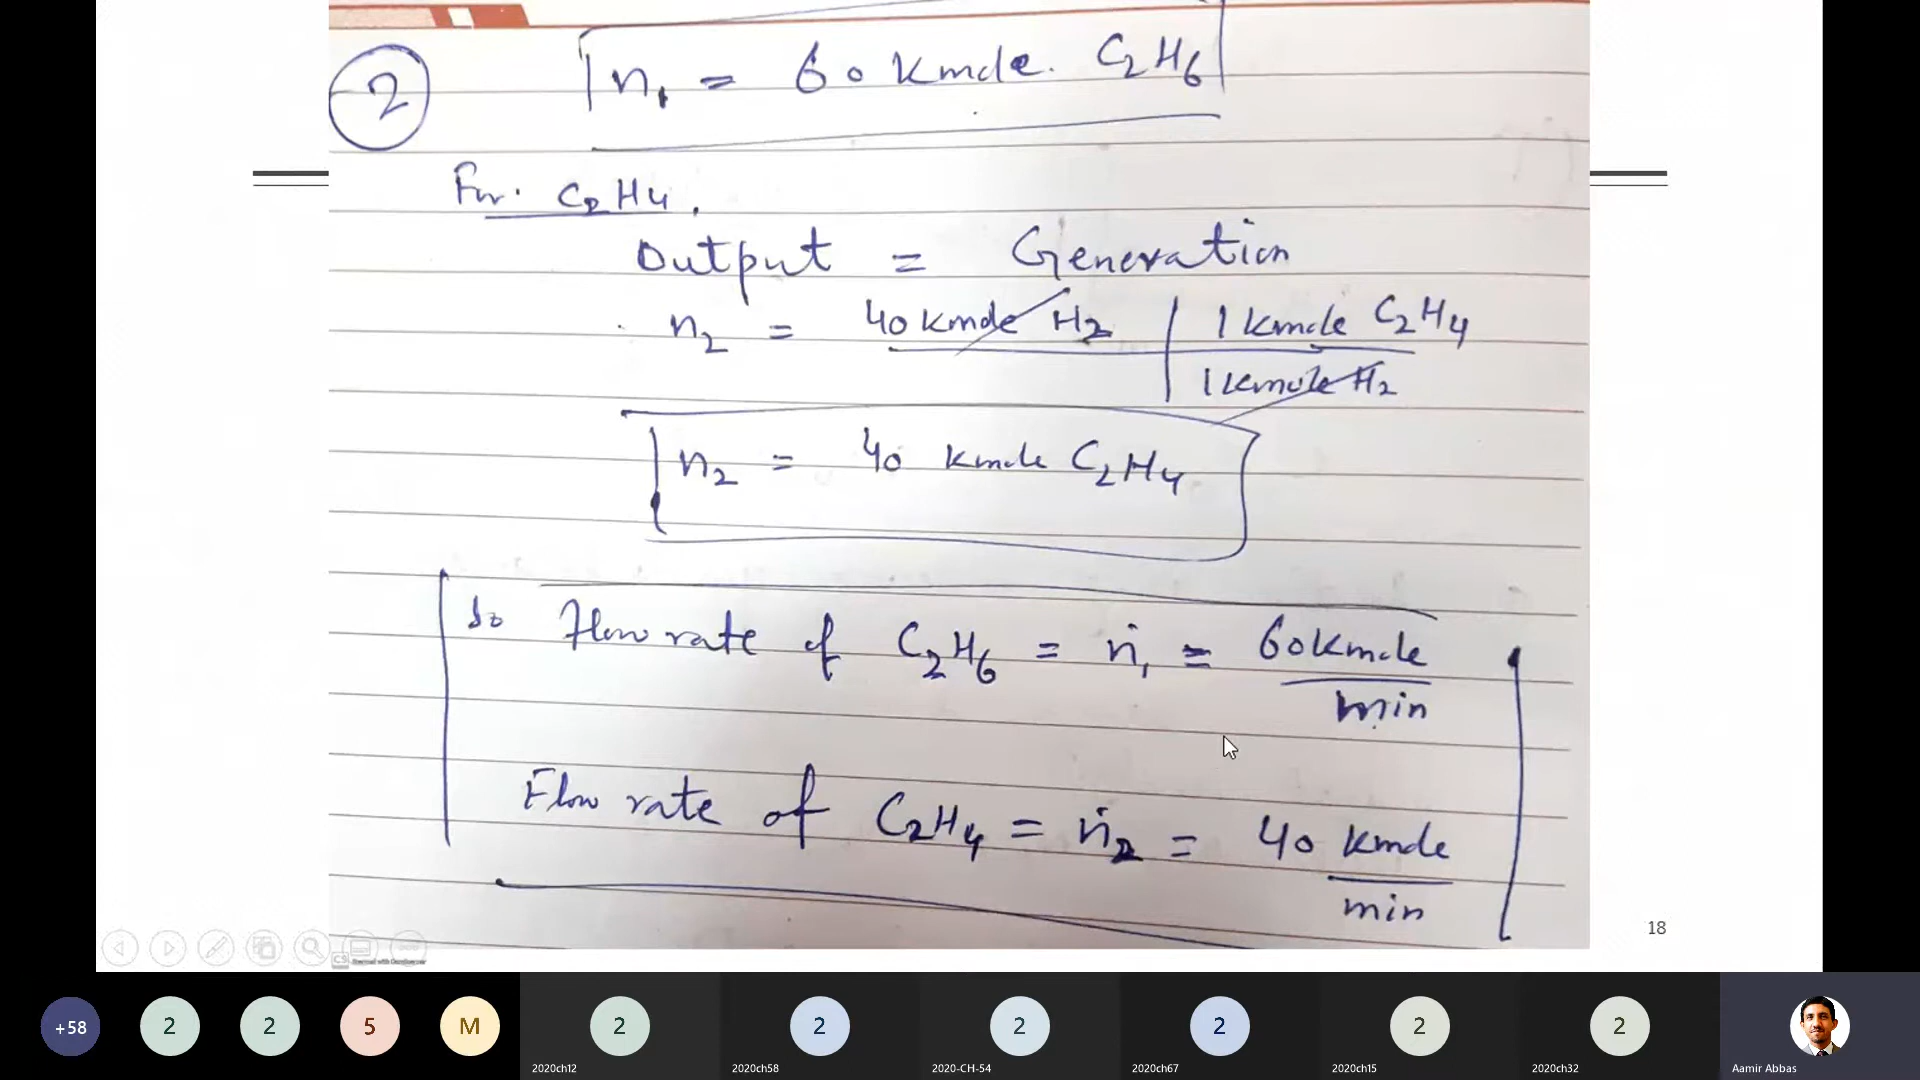 2
n₁ = 60 Kmole. C₂H₆
For. C₂H₄.
Output = Generation
n₂ = 40 Kmole H₂ | 1 Kmole C₂H₄
1 Kmole H₂
n₂ = 40 Kmole C₂H₄
So Flow rate of C₂H₆ = ṅ₁ = 60 Kmole
min
Flow rate of C₂H₄ = ṅ₂ = 40 Kmole
min
18
CS
+58 2 2 5 M 2 2 2 2 2 2
2020ch12 2020ch58 2020-CH-54 2020ch67 2020ch15 2020ch32 Aamir Abbas